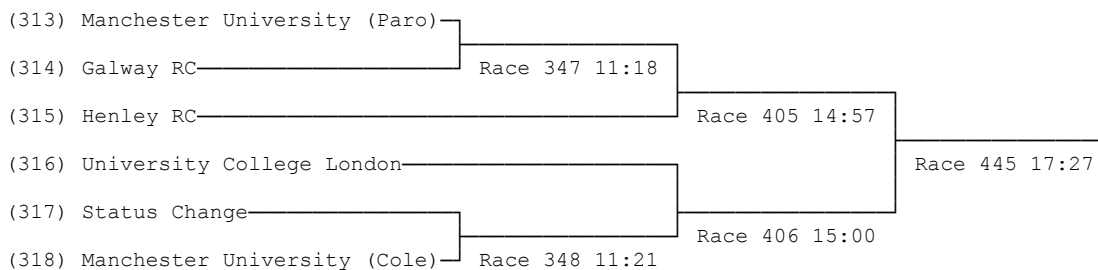 (313) Manchester University (Paro)
(314) Galway RC
Race 347 11:18
(315) Henley RC
Race 405 14:57
(316) University College London
Race 445 17:27
(317) Status Change
Race 406 15:00
(318) Manchester University (Cole)
Race 348 11:21